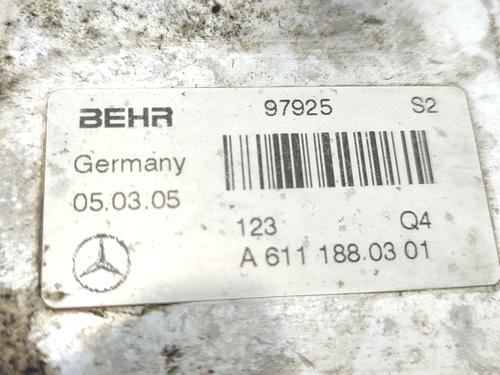 BEHR 97925 S2
Germany
05.03.05
123 Q4
A 611 188 03 01